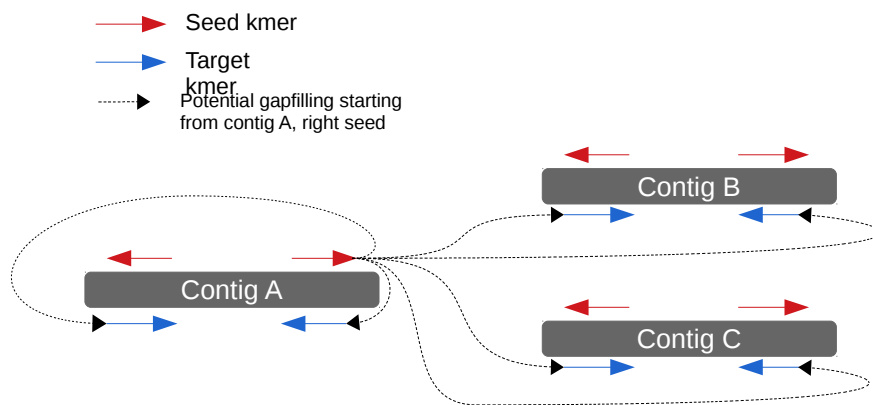 Seed kmer
Target
kmer
Potential gapfilling starting
from contig A, right seed
Contig B
Contig A
Contig C